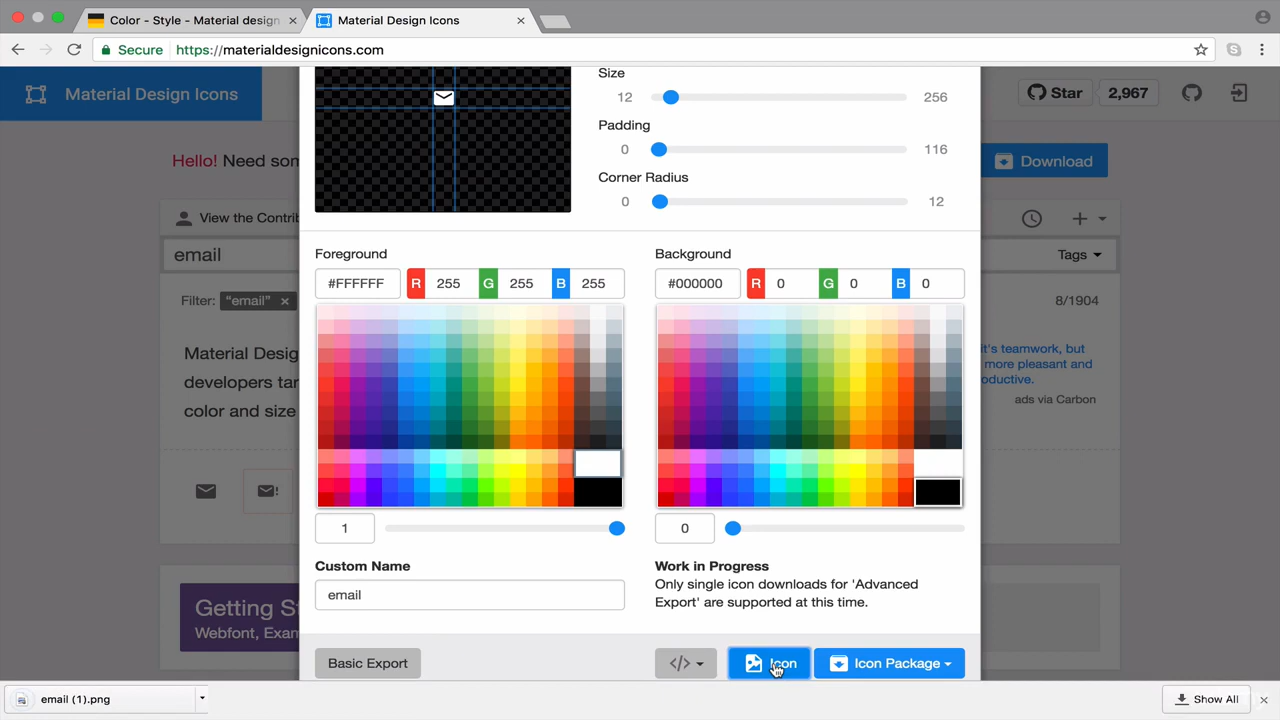 Color - Style - Material design
Material Design Icons
Secure
https://materialdesignicons.com
Material Design Icons
Star
2,967
Size
12
256
Padding
0
116
Corner Radius
0
12
Hello! Need som
Download
View the Contrib
email
Tags
Filter:
"email"
8/1904
Material Desig
developers tar
color and size
it's teamwork, but
more pleasant and
oductive.
ads via Carbon
Foreground
#FFFFFF
R
255
G
255
B
255
Background
#000000
R
0
G
0
B
0
1
0
Custom Name
email
Work in Progress
Only single icon downloads for 'Advanced
Export' are supported at this time.
Getting St
Webfont, Exam
Basic Export
</>
Icon
Icon Package
email (1).png
Show All